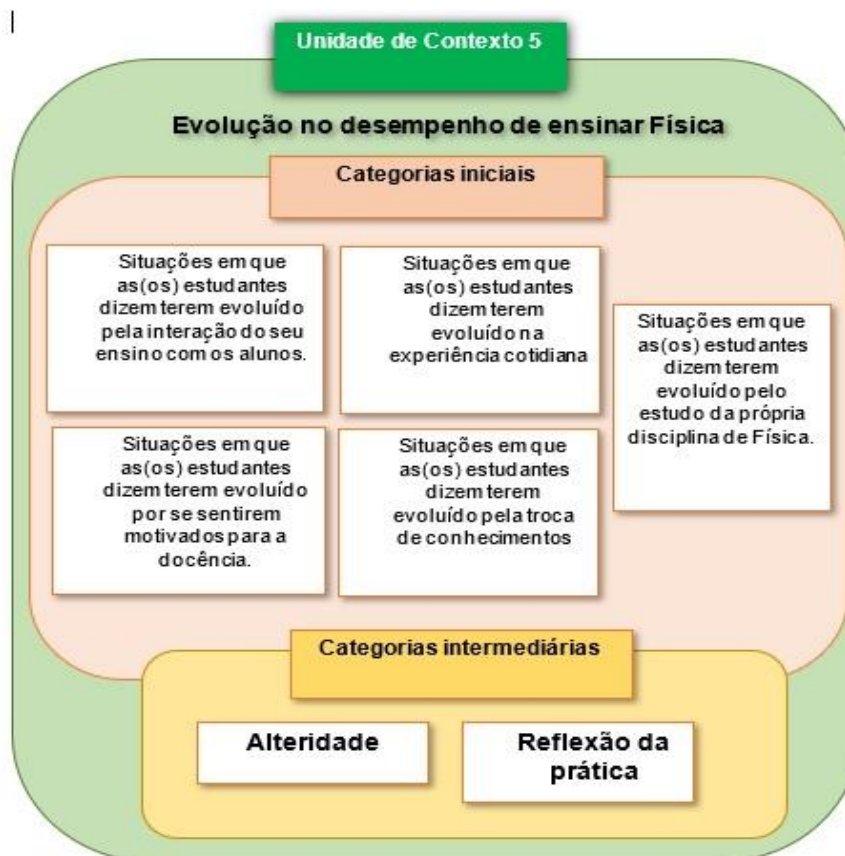 Unidade de Contexto 5
Evolução no desempenho de ensinar Física
Categorias iniciais
Situações em que
as(os) estudantes
dizem terem evoluído
pela interação do seu
ensino com os alunos.
Situações em que
as(os) estudantes
dizem terem
evoluído na
experiência cotidiana
Situações em que
as(os) estudantes
dizem terem
evoluído pelo
estudo da própria
disciplina de Física.
Situações em que
as(os) estudantes
dizem terem evoluído
por se sentirem
motivados para a
docência.
Situações em que
as(os) estudantes
dizem terem
evoluído pela troca
de conhecimentos
Categorias intermediárias
Alteridade
Reflexão da
prática